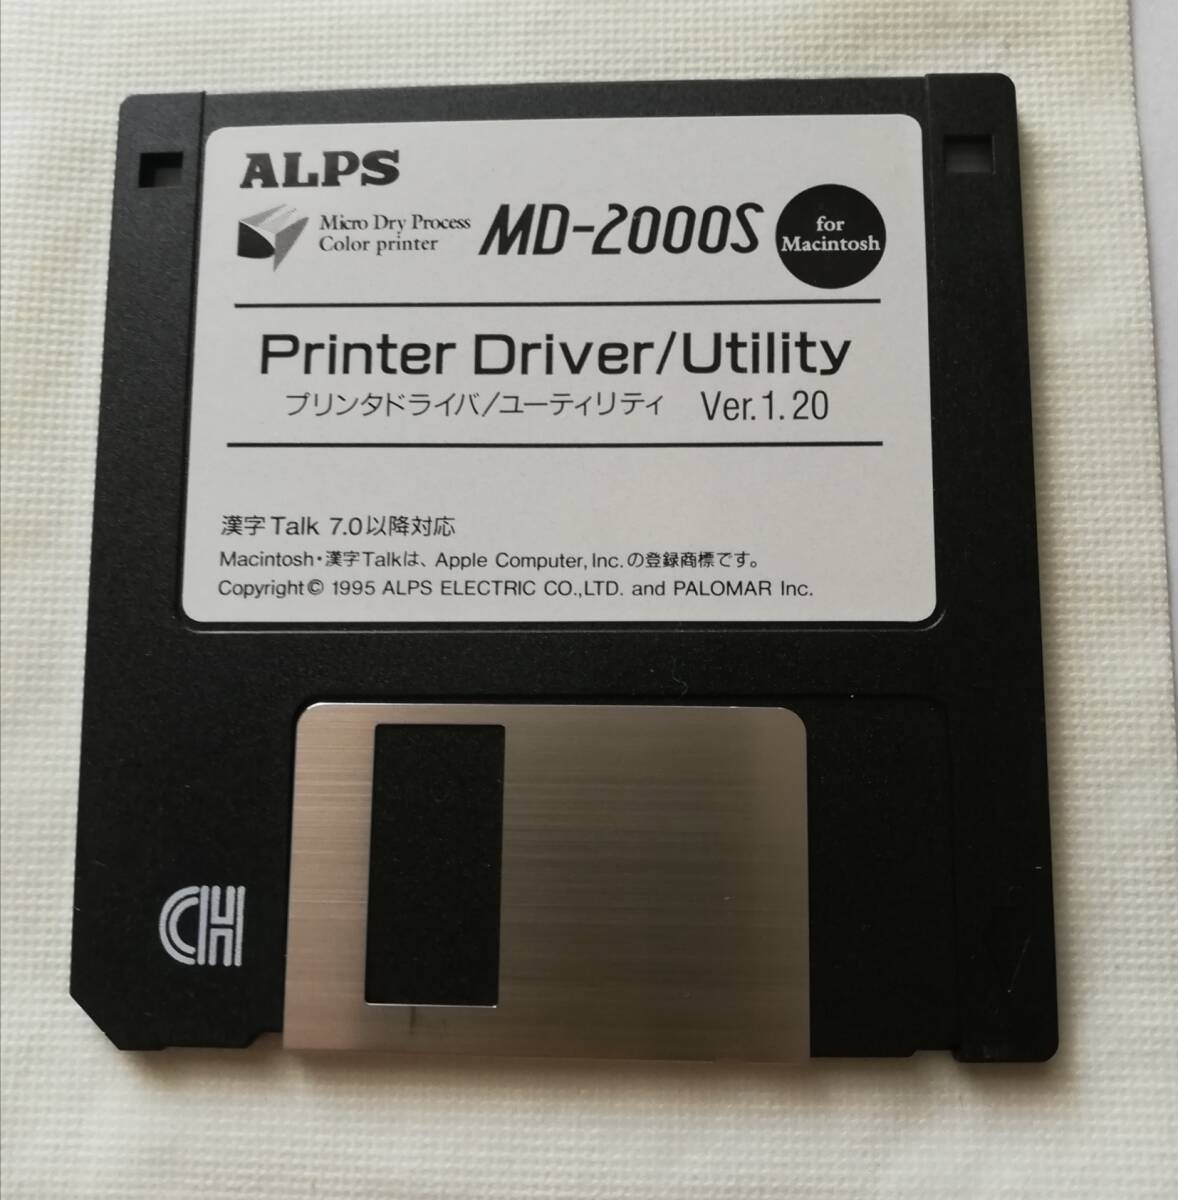 ALPS
Micro Dry Process
Color printer
MD-2000S
for
Macintosh
Printer Driver/Utility
プリンタドライバ/ユーティリティ Ver.1.20
漢字Talk 7.0以降対応
Macintosh・漢字Talkは、Apple Computer,Inc.の登録商標です。
Copyright© 1995 ALPS ELECTRIC CO.,LTD. and PALOMAR Inc.
HD